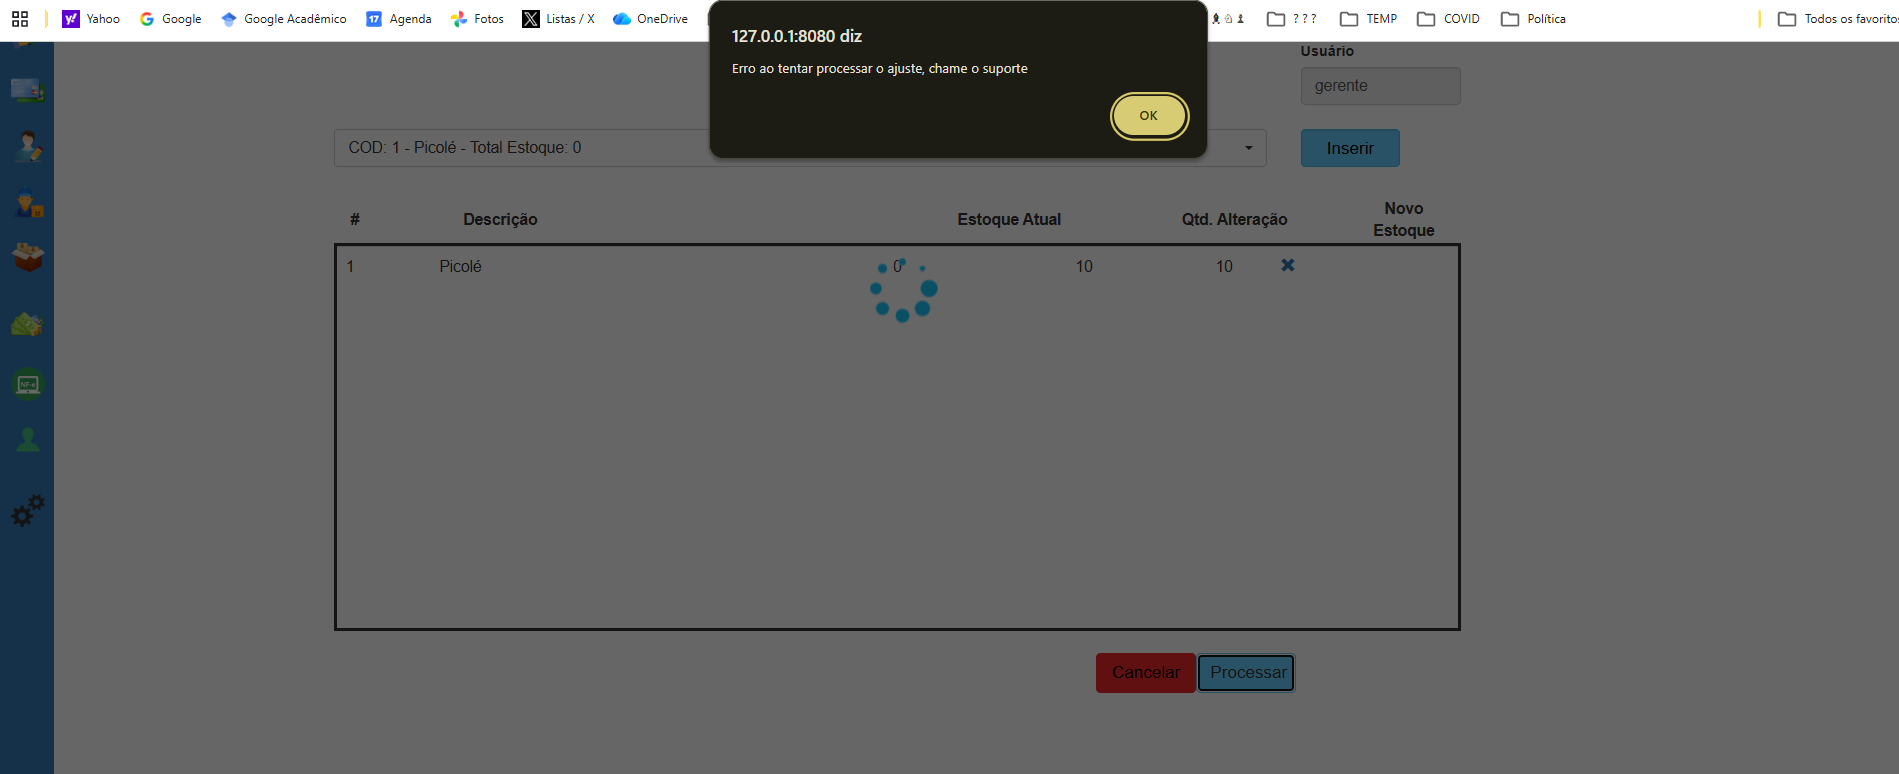 Yahoo Google Google Acadêmico 17 Agenda Fotos Listas / X OneDrive ? ? ? TEMP COVID Política Todos os favoritos
127.0.0.1:8080 diz
Erro ao tentar processar o ajuste, chame o suporte
OK
Usuário
gerente
COD: 1 - Picolé - Total Estoque: 0
Inserir
# Descrição Estoque Atual Qtd. Alteração Novo
Estoque
1 Picolé 0 10 10
NF-e
Cancelar Processar